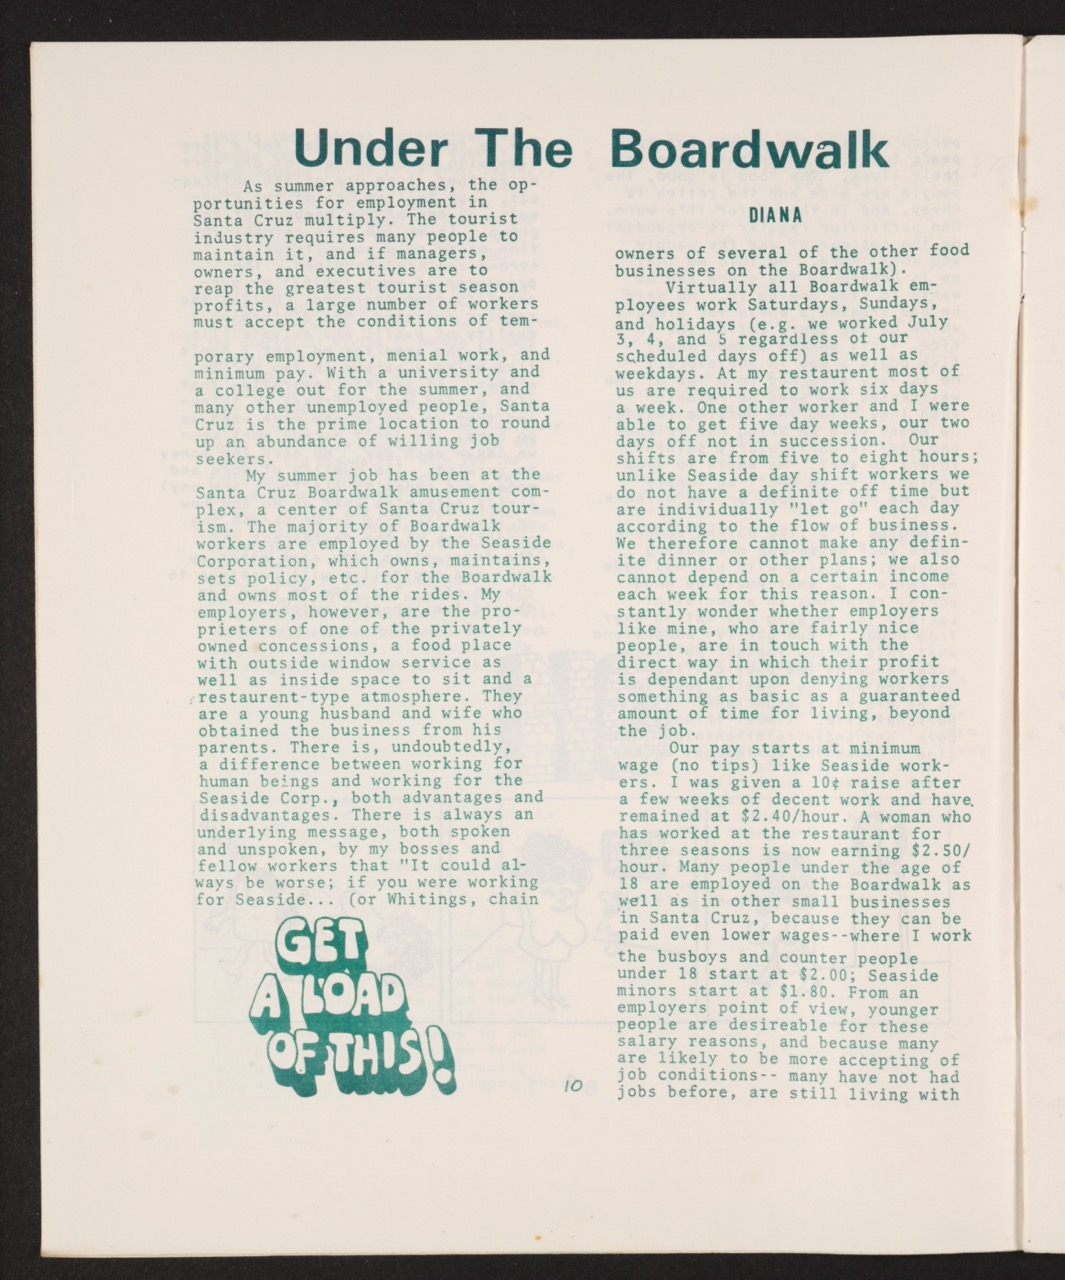 Under The Boardwalk
As summer approaches, the op-
portunities for employment in
Santa Cruz multiply. The tourist
industry requires many people to
maintain it, and if managers,
owners, and executives are to
reap the greatest tourist season
profits, a large number of workers
must accept the conditions of tem-
porary employment, menial work, and
minimum pay. With a university and
a college out for the summer, and
many other unemployed people, Santa
Cruz is the prime location to round
up an abundance of willing job
seekers.
My summer job has been at the
Santa Cruz Boardwalk amusement com-
plex, a center of Santa Cruz tour-
ism. The majority of Boardwalk
workers are employed by the Seaside
Corporation, which owns, maintains,
sets policy, etc. for the Boardwalk
and owns most of the rides. My
employers, however, are the pro-
prieters of one of the privately
owned concessions, a food place
with outside window service as
well as inside space to sit and a
restaurent-type atmosphere. They
are a young husband and wife who
obtained the business from his
parents. There is, undoubtedly,
a difference between working for
human beings and working for the
Seaside Corp., both advantages and
disadvantages. There is always an
underlying message, both spoken
and unspoken, by my bosses and
fellow workers that "It could al-
ways be worse; if you were working
for Seaside... (or Whitings, chain
GET
A LOAD
OF THIS!
DIANA
owners of several of the other food
businesses on the Boardwalk).
Virtually all Boardwalk em-
ployees work Saturdays, Sundays,
and holidays (e.g. we worked July
3, 4, and 5 regardless of our
scheduled days off) as well as
weekdays. At my restaurent most of
us are required to work six days
a week. One other worker and I were
able to get five day weeks, our two
days off not in succession. Our
shifts are from five to eight hours;
unlike Seaside day shift workers we
do not have a definite off time but
are individually "let go" each day
according to the flow of business.
We therefore cannot make any defin-
ite dinner or other plans; we also
cannot depend on a certain income
each week for this reason. I con-
stantly wonder whether employers
like mine, who are fairly nice
people, are in touch with the
direct way in which their profit
is dependant upon denying workers
something as basic as a guaranteed
amount of time for living, beyond
the job.
Our pay starts at minimum
wage (no tips) like Seaside work-
ers. I was given a 10¢ raise after
a few weeks of decent work and have
remained at $2.40/hour. A woman who
has worked at the restaurant for
three seasons is now earning $2.50/
hour. Many people under the age of
18 are employed on the Boardwalk as
well as in other small businesses
in Santa Cruz, because they can be
paid even lower wages--where I work
the busboys and counter people
under 18 start at $2.00; Seaside
minors start at $1.80. From an
employers point of view, younger
people are desireable for these
salary reasons, and because many
are likely to be more accepting of
job conditions-- many have not had
jobs before, are still living with
10